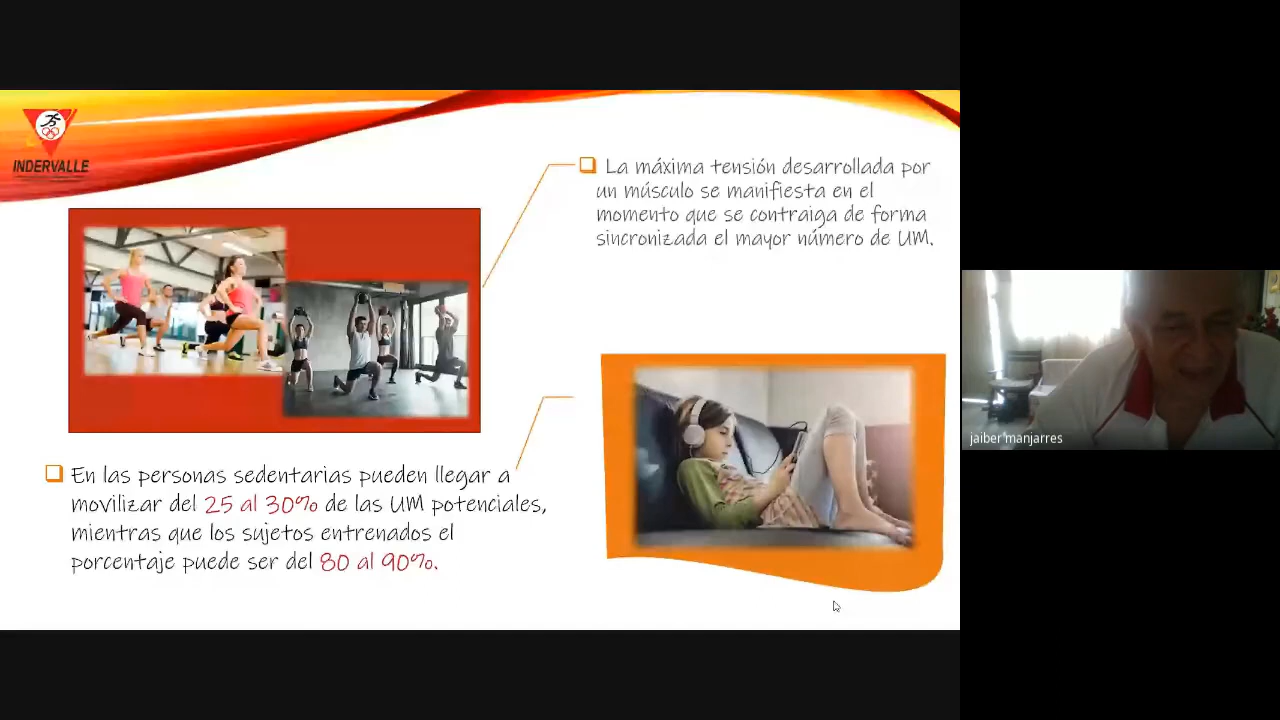 INDERVALLE
La máxima tensión desarrollada por
un músculo se manifiesta en el
momento que se contraiga de forma
sincronizada el mayor número de UM.
En las personas sedentarias pueden llegar a
movilizar del 25 al 30% de las UM potenciales,
mientras que los sujetos entrenados el
porcentaje puede ser del 80 al 90%.
jaiber manjarres